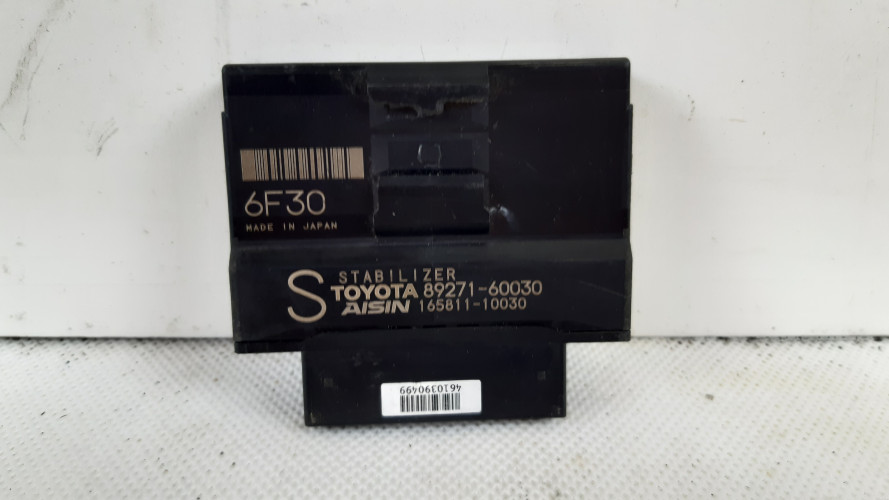 6F30
MADE IN JAPAN
S STABILIZER
TOYOTA 89271-60030
AISIN 165811-10030
4610390499